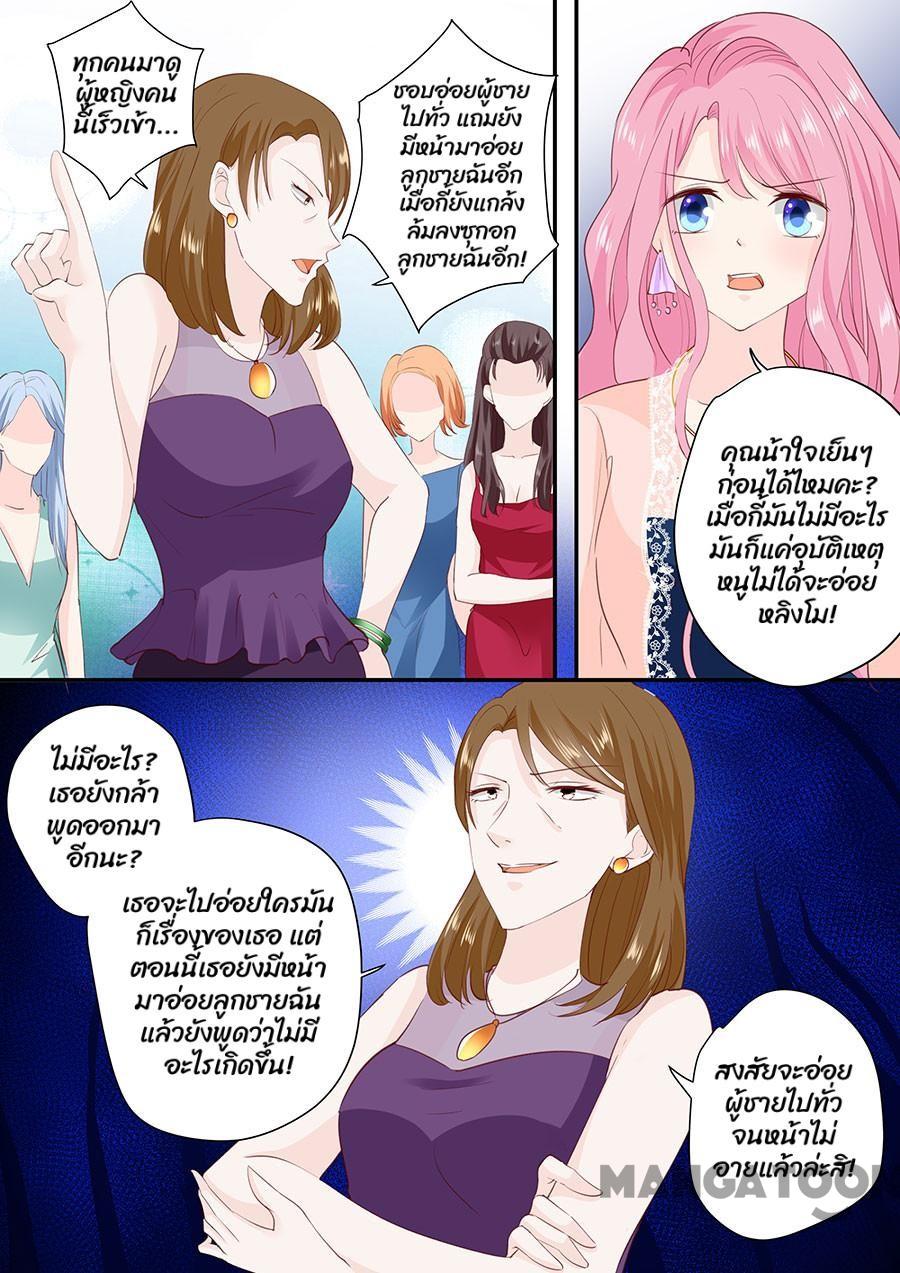 ทุกคนมาดู
ผู้หญิงคน
นี้เร็วเข้า...
ชอบอ่อยผู้ชาย
ไปทั่ว แถมยัง
มีหน้ามาอ่อย
ลูกชายฉันอีก
เมื่อกี้ยังแกล้ง
ล้มลงซุกอก
ลูกชายฉันอีก!
คุณน้าใจเย็นๆ
ก่อนได้ไหมคะ?
เมื่อกี้มันไม่มีอะไร
มันก็แค่อุบัติเหตุ
หนูไม่ได้จะอ่อย
หลิงโม!
ไม่มีอะไร?
เธอยังกล้า
พูดออกมา
อีกนะ?
เธอจะไปอ่อยใครมัน
ก็เรื่องของเธอ แต่
ตอนนี้เธอยังมีหน้า
มาอ่อยลูกชายฉัน
แล้วยังพูดว่าไม่มี
อะไรเกิดขึ้น!
สงสัยจะอ่อย
ผู้ชายไปทั่ว
จนหน้าไม่
อายแล้วล่ะสิ!
MANGATOON